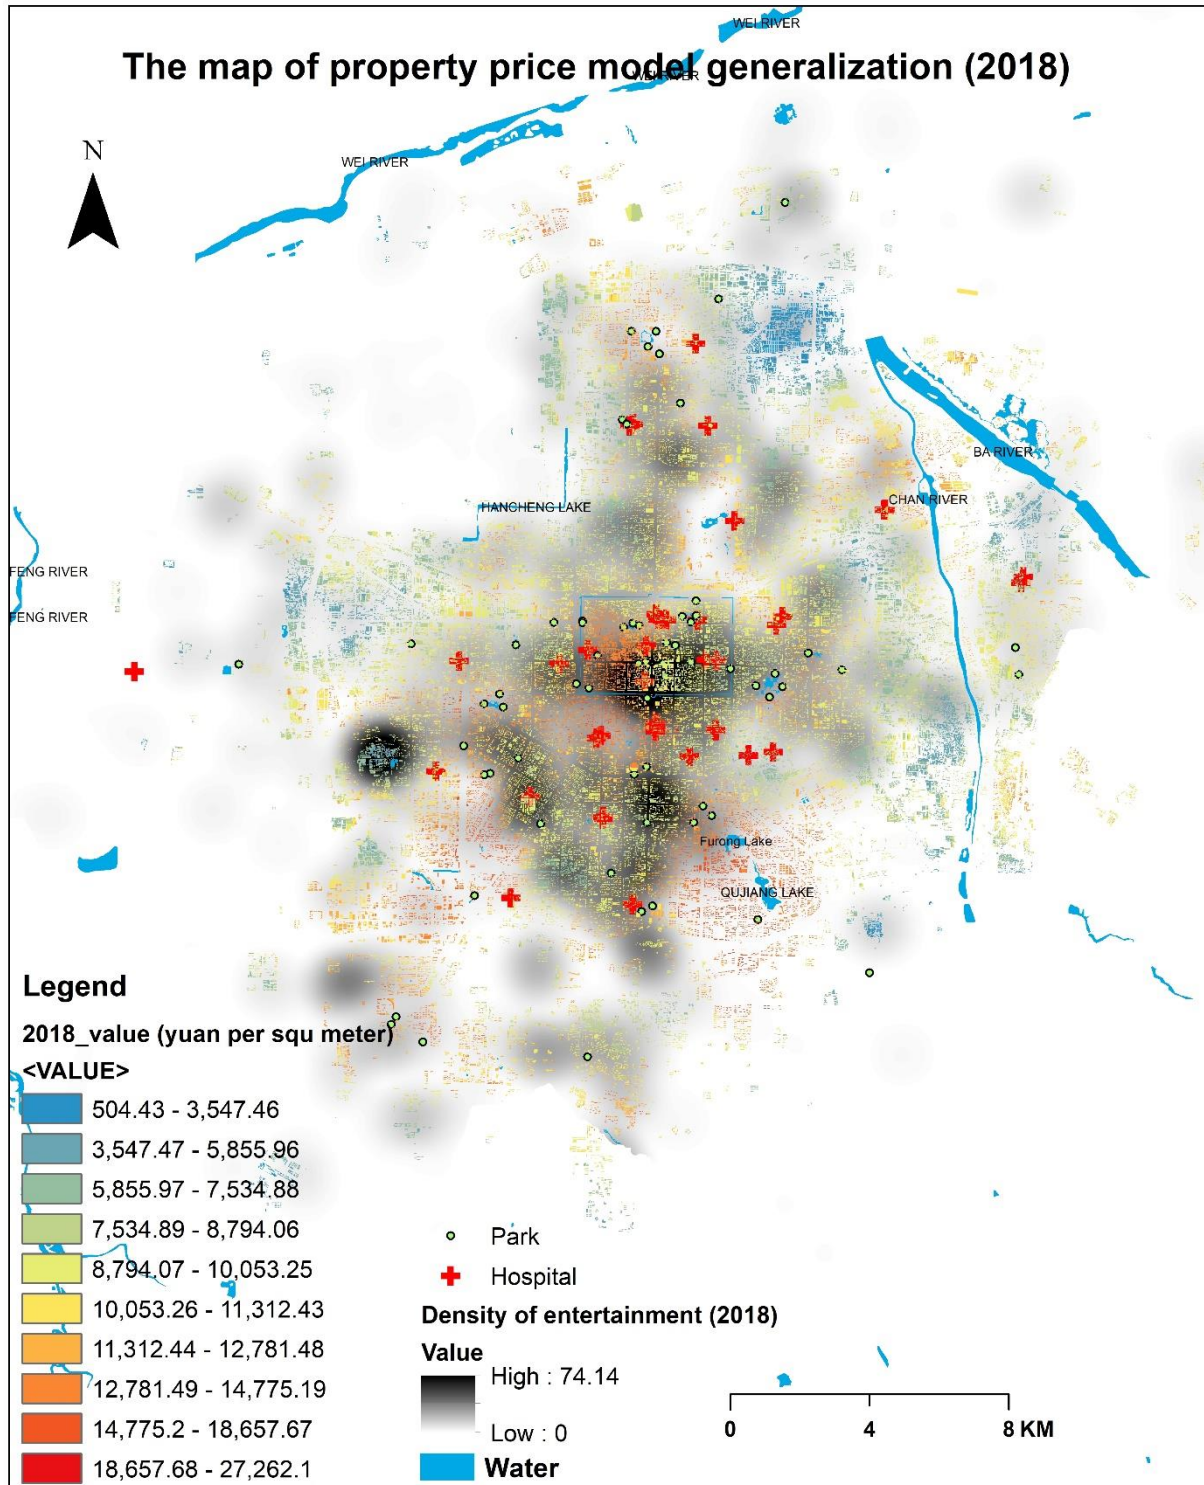 WEI RIVER
The map of property price model generalization (2018)
WEI RIVER
N
WEI RIVER
BA RIVER
CHAN RIVER
HANCHENG LAKE
FENG RIVER
FENG RIVER
Furong Lake
QUJIANG LAKE
Legend
2018_value (yuan per squ meter)
<VALUE>
504.43 - 3,547.46
3,547.47 - 5,855.96
5,855.97 - 7,534.88
7,534.89 - 8,794.06
8,794.07 - 10,053.25
10,053.26 - 11,312.43
11,312.44 - 12,781.48
12,781.49 - 14,775.19
14,775.2 - 18,657.67
18,657.68 - 27,262.1
Park
Hospital
Density of entertainment (2018)
Value
High : 74.14
Low : 0
Water
0 4 8 KM